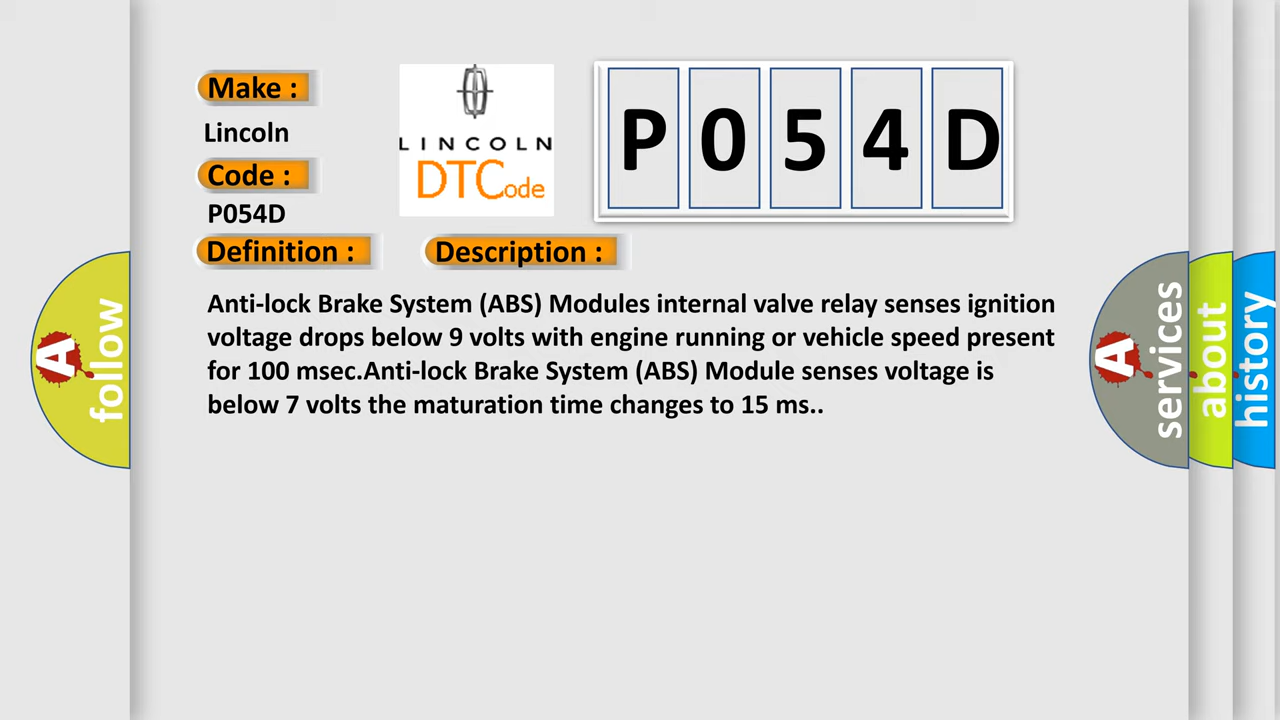 Make :
Lincoln
Code :
P054D
LINCOLN
DTCode
P054D
Definition :
Description :
Anti-lock Brake System (ABS) Modules internal valve relay senses ignition
voltage drops below 9 volts with engine running or vehicle speed present
for 100 msec.Anti-lock Brake System (ABS) Module senses voltage is
below 7 volts the maturation time changes to 15 ms..
A follow
A services
about
history